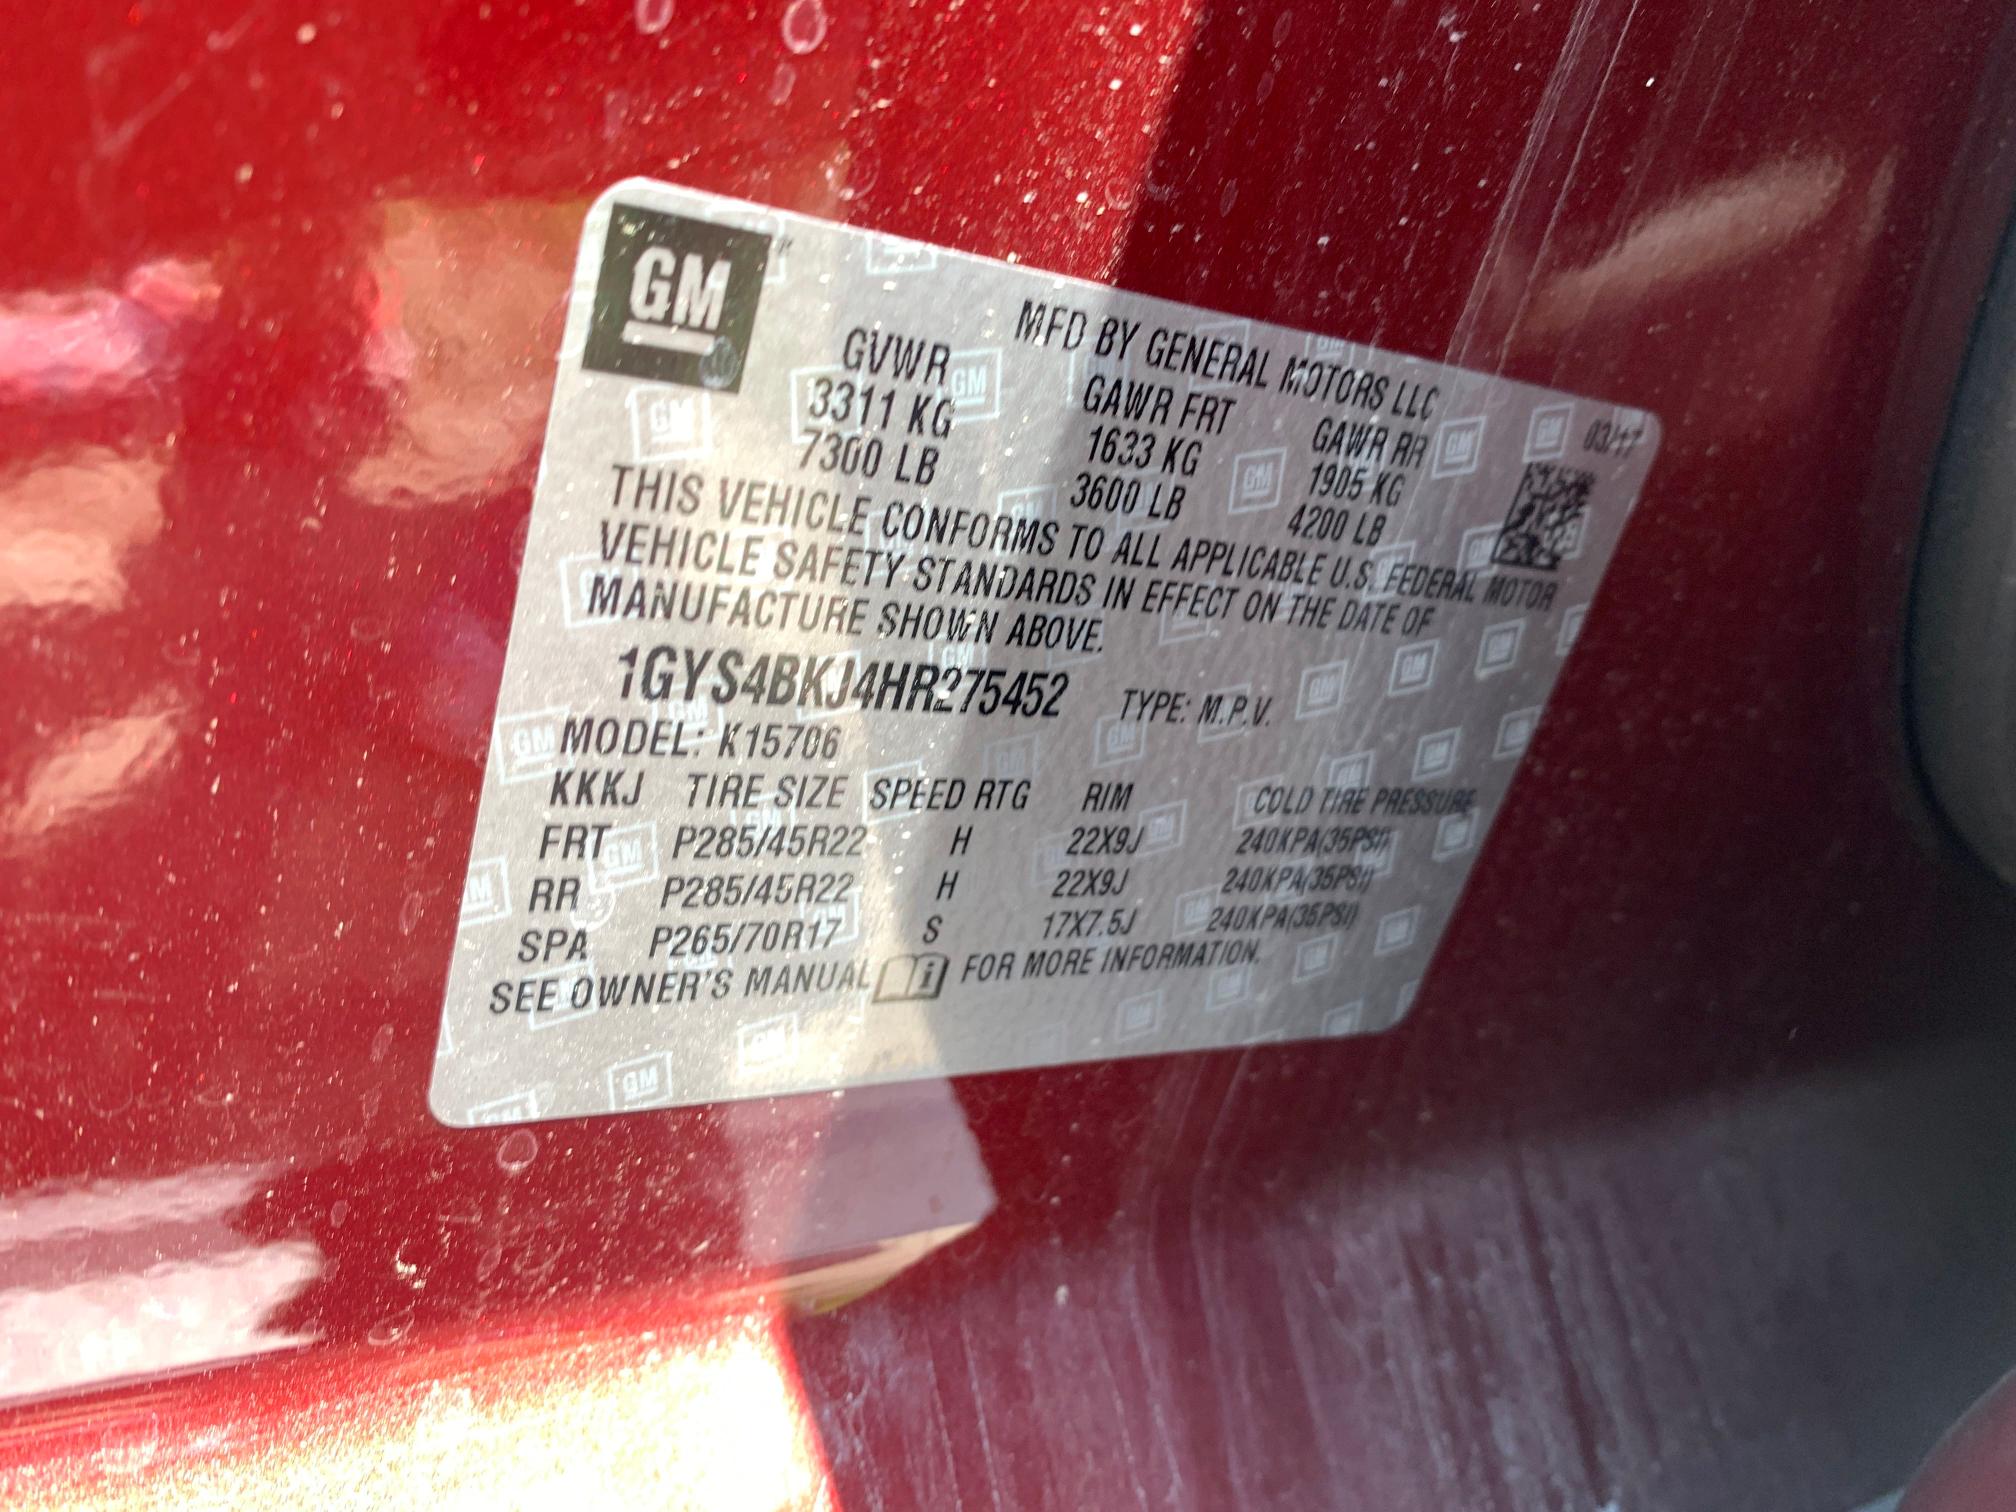 GM
MFD BY GENERAL MOTORS LLC
03/17
GVWR GAWR FRT GAWR RR
3311 KG 1633 KG 1905 KG
7300 LB 3600 LB 4200 LB
THIS VEHICLE CONFORMS TO ALL APPLICABLE U.S. FEDERAL MOTOR
VEHICLE SAFETY STANDARDS IN EFFECT ON THE DATE OF
MANUFACTURE SHOWN ABOVE.
1GYS4BKJ4HR275452 TYPE: M.P.V.
MODEL: K15706
KKKJ TIRE SIZE SPEED RTG RIM COLD TIRE PRESSURE
FRT P285/45R22 H 22X9J 240KPA(35PSI)
RR P285/45R22 H 22X9J 240KPA(35PSI)
SPA P265/70R17 S 17X7.5J 240KPA(35PSI)
SEE OWNER'S MANUAL FOR MORE INFORMATION.